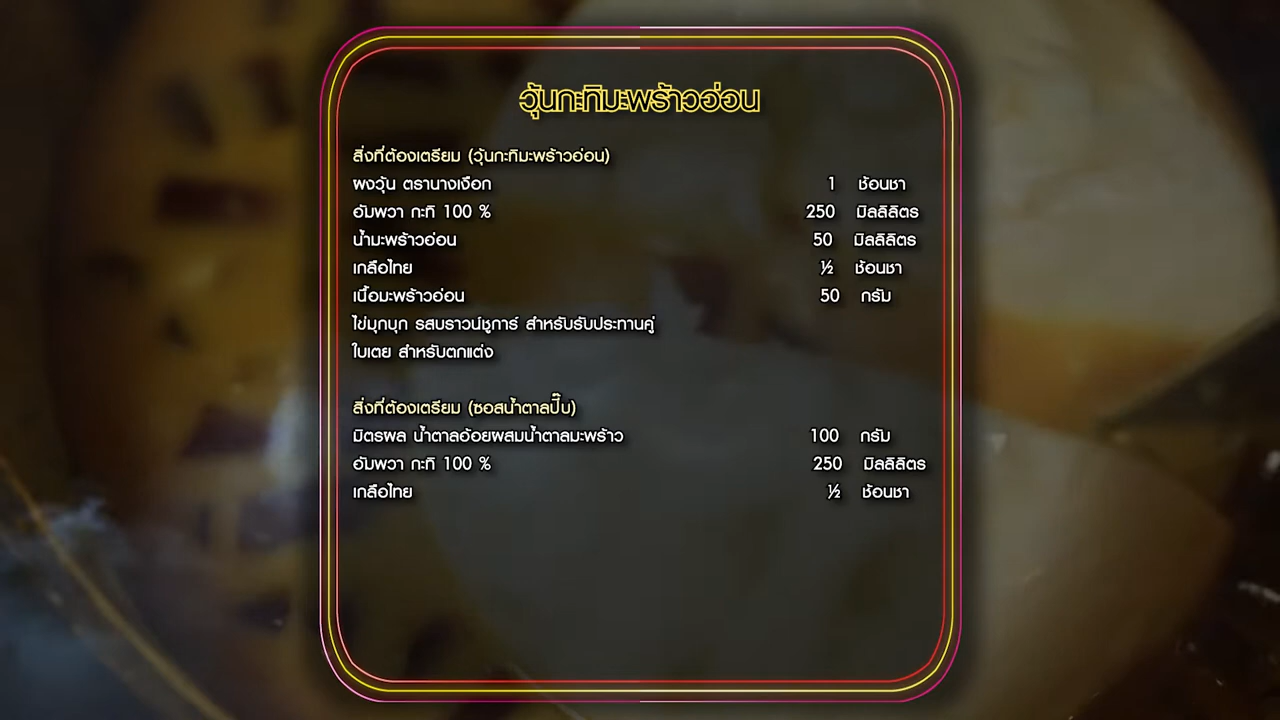 วุ้นกะทิมะพร้าวอ่อน
สิ่งที่ต้องเตรียม (วุ้นกะทิมะพร้าวอ่อน)
ผงวุ้น ตรานางเงือก 1 ช้อนชา
อัมพวา กะทิ 100 % 250 มิลลิลิตร
น้ำมะพร้าวอ่อน 50 มิลลิลิตร
เกลือไทย ½ ช้อนชา
เนื้อมะพร้าวอ่อน 50 กรัม
ไข่มุกบุก รสบราวน์ชูการ์ สำหรับรับประทานคู่
ใบเตย สำหรับตกแต่ง
สิ่งที่ต้องเตรียม (ซอสน้ำตาลปี๊บ)
มิตรผล น้ำตาลอ้อยผสมน้ำตาลมะพร้าว 100 กรัม
อัมพวา กะทิ 100 % 250 มิลลิลิตร
เกลือไทย ½ ช้อนชา